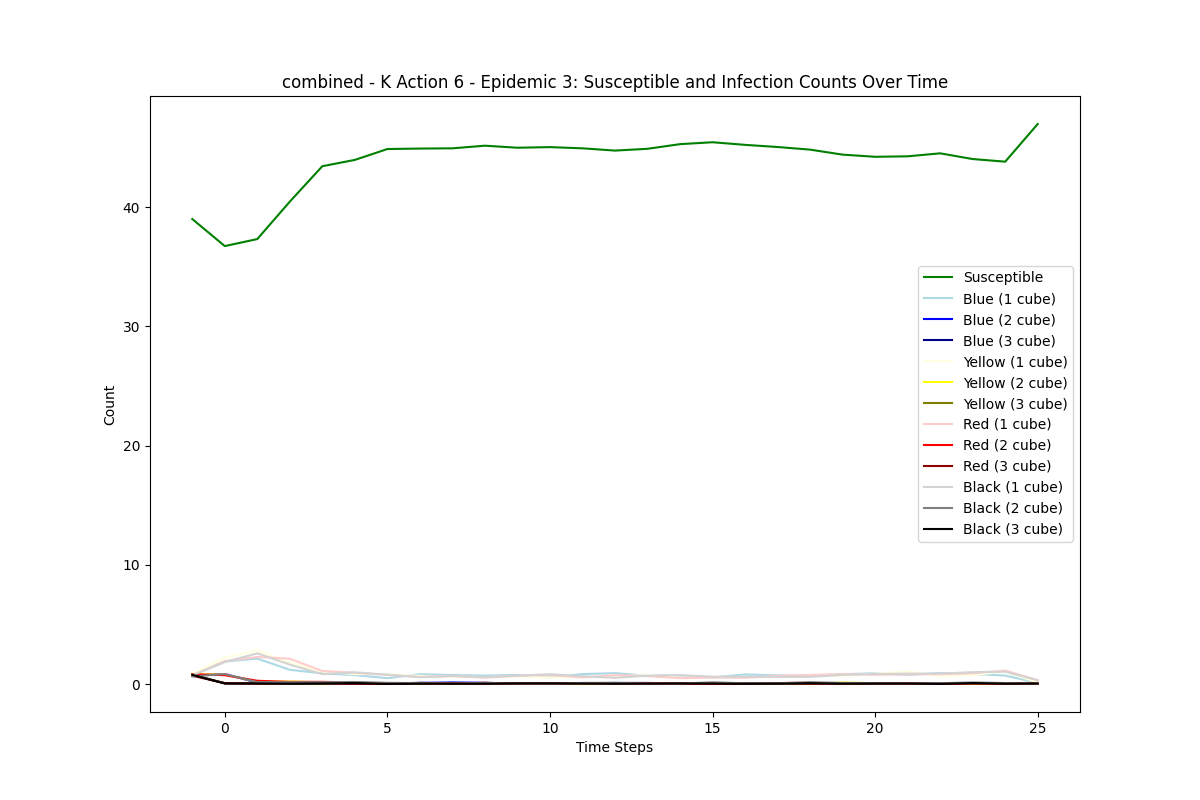 combined - K Action 6 - Epidemic 3: Susceptible and Infection Counts Over Time
Count
40
30
20
10
0
Susceptible
Blue (1 cube)
Blue (2 cube)
Blue (3 cube)
Yellow (1 cube)
Yellow (2 cube)
Yellow (3 cube)
Red (1 cube)
Red (2 cube)
Red (3 cube)
Black (1 cube)
Black (2 cube)
Black (3 cube)
0 5 10 15 20 25
Time Steps